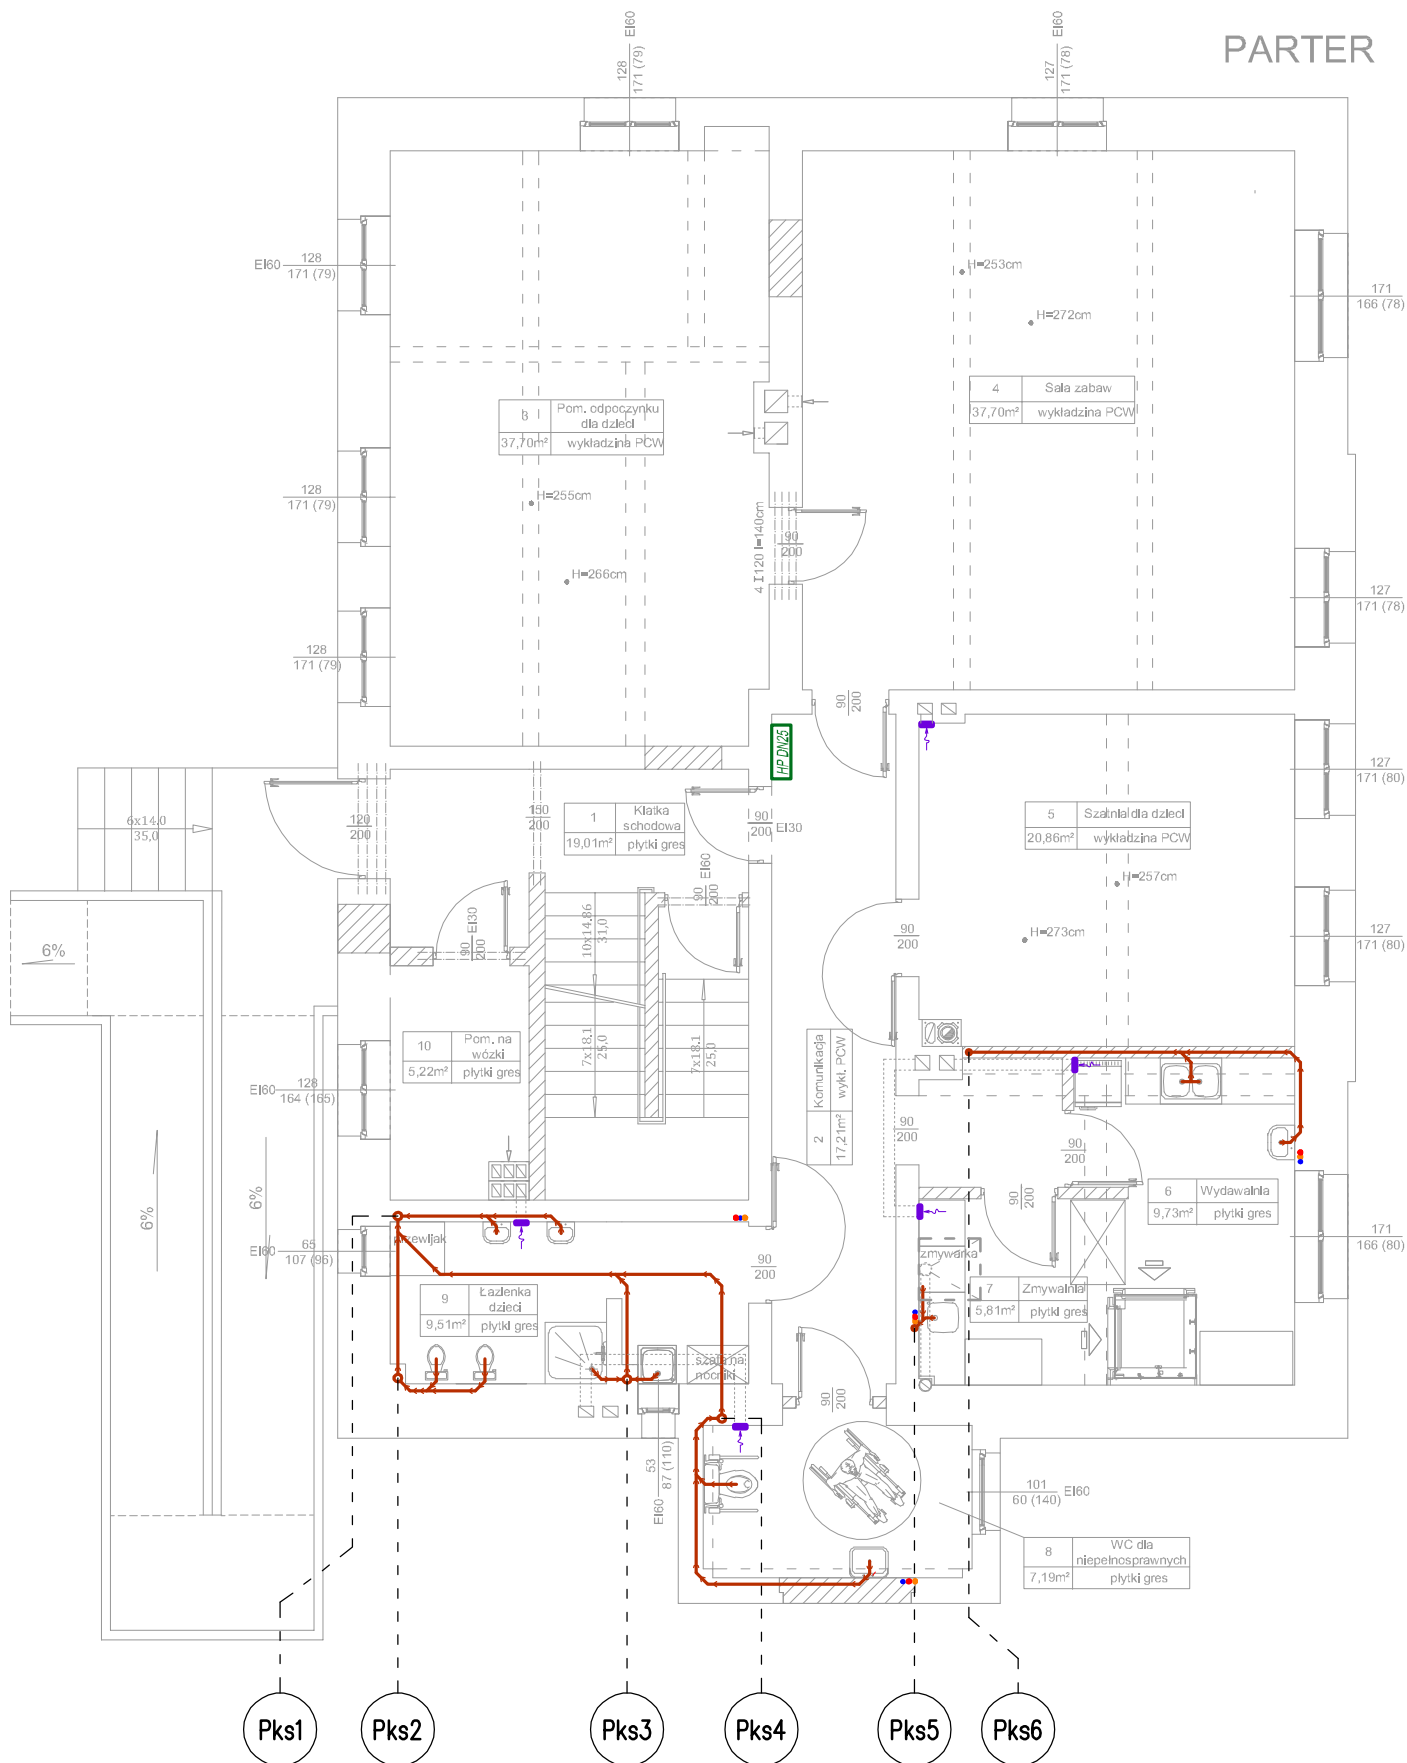 PARTER
128
171 (79)
EI60
127
171 (78)
EI60
EI60
128
171 (79)
H=253cm
H=272cm
171
166 (78)
3
Pom. odpoczynku
dla dzieci
37,70m²
wykładzina PCW
4
Sala zabaw
37,70m²
wykładzina PCW
128
171 (79)
H=255cm
4 I120 l=140cm
90
200
H=266cm
127
171 (78)
128
171 (79)
90
200
HP DN25
127
171 (80)
6x14.0
35,0
120
200
150
200
1
Klatka
schodowa
19,01m²
płytki gres
90
200
EI30
5
Szatnia dla dzieci
20,86m²
wykładzina PCW
90
200
EI60
H=257cm
10x14.86
31,0
90
200
EI30
90
200
H=273cm
127
171 (80)
6%
10
Pom. na
wózki
5,22m²
płytki gres
7x18.1
25,0
7x18.1
25,0
2
Komunikacja
17,21m²
wykł. PCW
EI60
128
164 (165)
90
200
90
200
6%
6%
90
200
6
Wydawalnia
9,73m²
płytki gres
EI60
65
107 (96)
przewijak
90
200
zmywarka
171
166 (80)
9
Łazienka
dzieci
9,51m²
płytki gres
7
Zmywalnia
5,81m²
płytki gres
szafa na
nocniki
90
200
53
87 (110)
EI60
101
60 (140)
EI60
8
WC dla
niepełnosprawnych
7,19m²
płytki gres
Pks1
Pks2
Pks3
Pks4
Pks5
Pks6